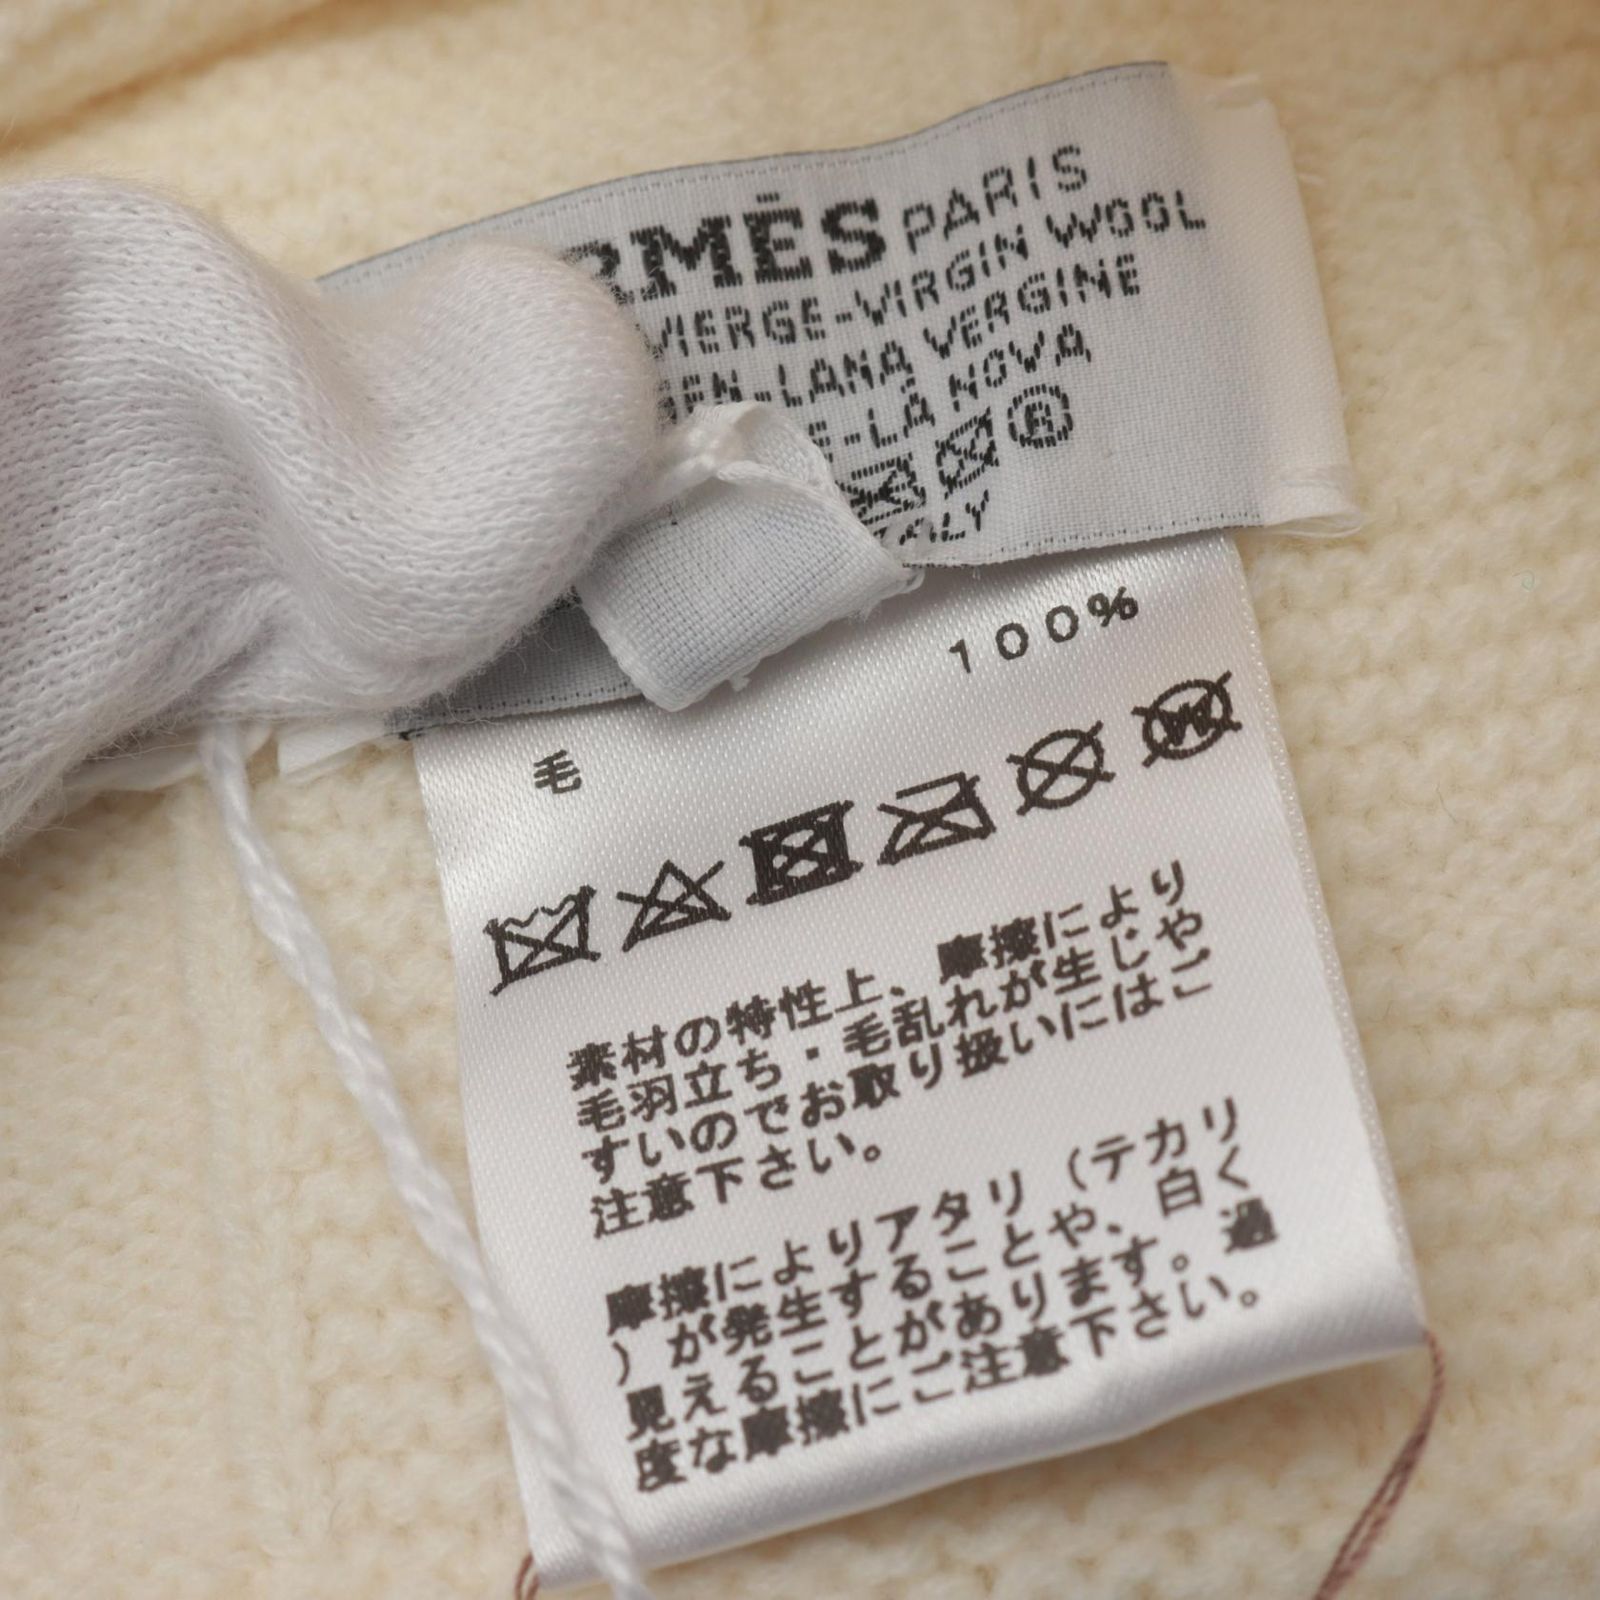 RMÈS PARIS
VIERGE-VIRGIN WOOL
GEN-LANA VERGINE
E-LA NOVA
®
ITALY
毛 100%
素材の特性上、摩擦により
毛羽立ち・毛乱れが生じや
すいのでお取り扱いにはご
注意下さい。
摩擦によりアタリ(テカリ
)が発生することや、白く
見えることがあります。過
度な摩擦にご注意下さい。